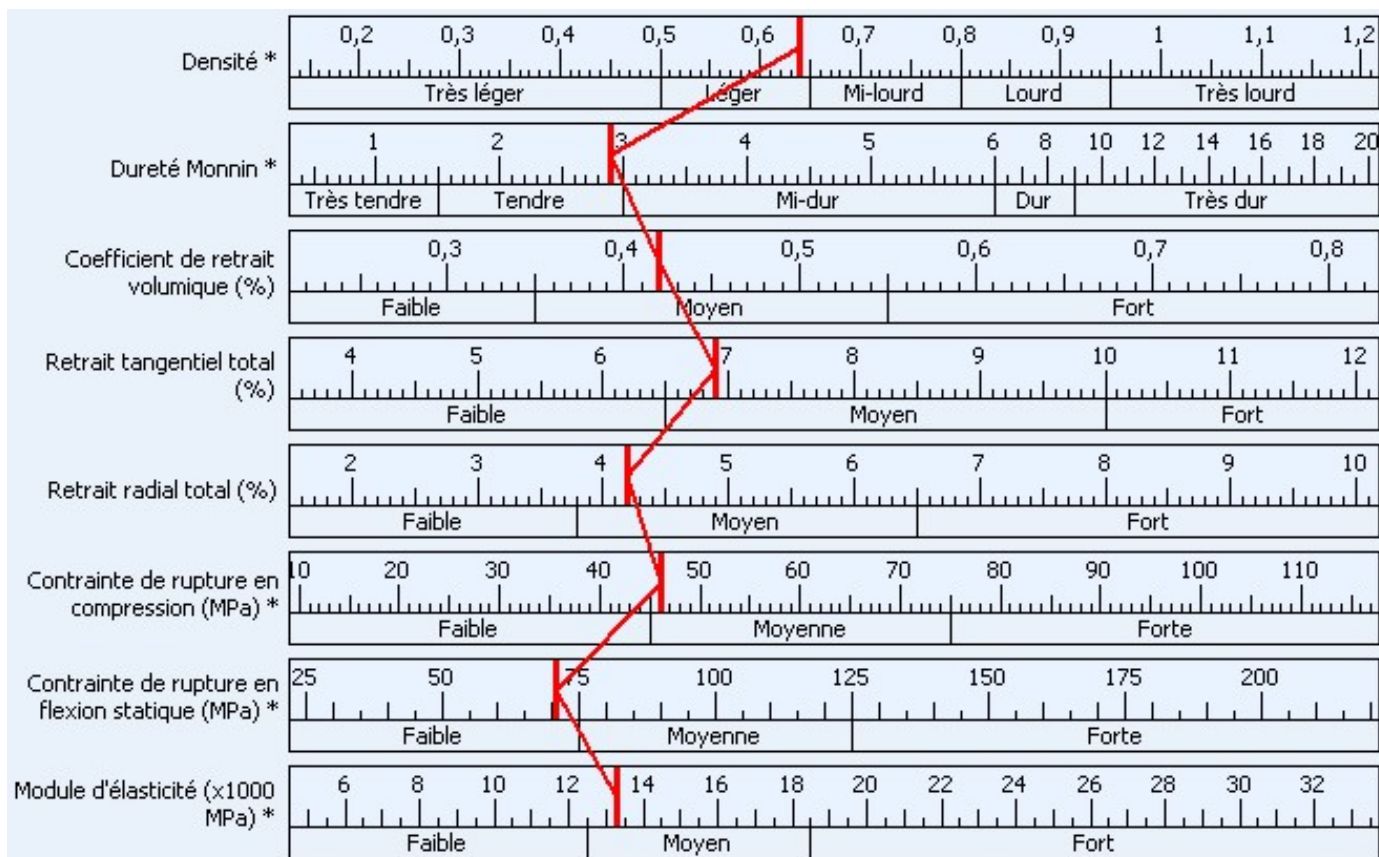 0,2 0,3 0,4 0,5 0,6 0,7 0,8 0,9 1 1,1 1,2
Densité *
Très léger Léger Mi-lourd Lourd Très lourd
1 2 3 4 5 6 8 10 12 14 16 18 20
Dureté Monnin *
Très tendre Tendre Mi-dur Dur Très dur
0,3 0,4 0,5 0,6 0,7 0,8
Coefficient de retrait
volumique (%)
Faible Moyen Fort
4 5 6 7 8 9 10 11 12
Retrait tangentiel total
(%)
Faible Moyen Fort
2 3 4 5 6 7 8 9 10
Retrait radial total (%)
Faible Moyen Fort
10 20 30 40 50 60 70 80 90 100 110
Contrainte de rupture en
compression (MPa) *
Faible Moyenne Forte
25 50 75 100 125 150 175 200
Contrainte de rupture en
flexion statique (MPa) *
Faible Moyenne Forte
6 8 10 12 14 16 18 20 22 24 26 28 30 32
Module d'élasticité (x1000
MPa) *
Faible Moyen Fort